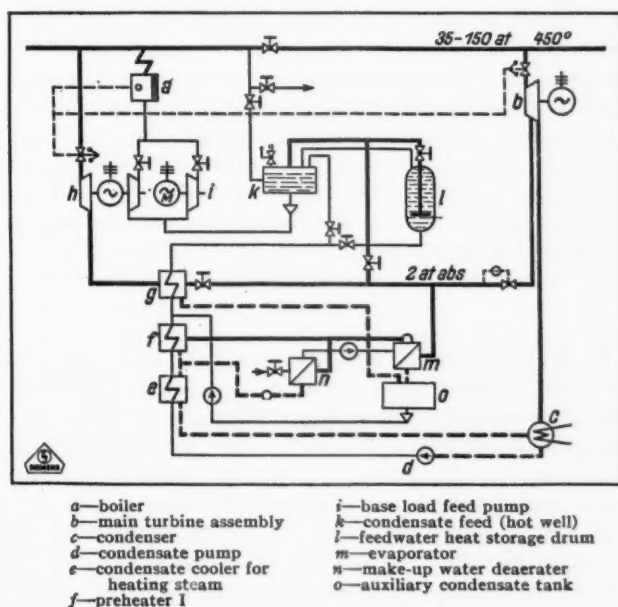 35-150 at 450°
a
b
h
i
k
l
2 at abs
g
f
m
n
e
o
c
d
SIEMENS
a—boiler
b—main turbine assembly
c—condenser
d—condensate pump
e—condensate cooler for
heating steam
f—preheater I
i—base load feed pump
k—condensate feed (hot well)
l—feedwater heat storage drum
m—evaporator
n—make-up water deaerater
o—auxiliary condensate tank